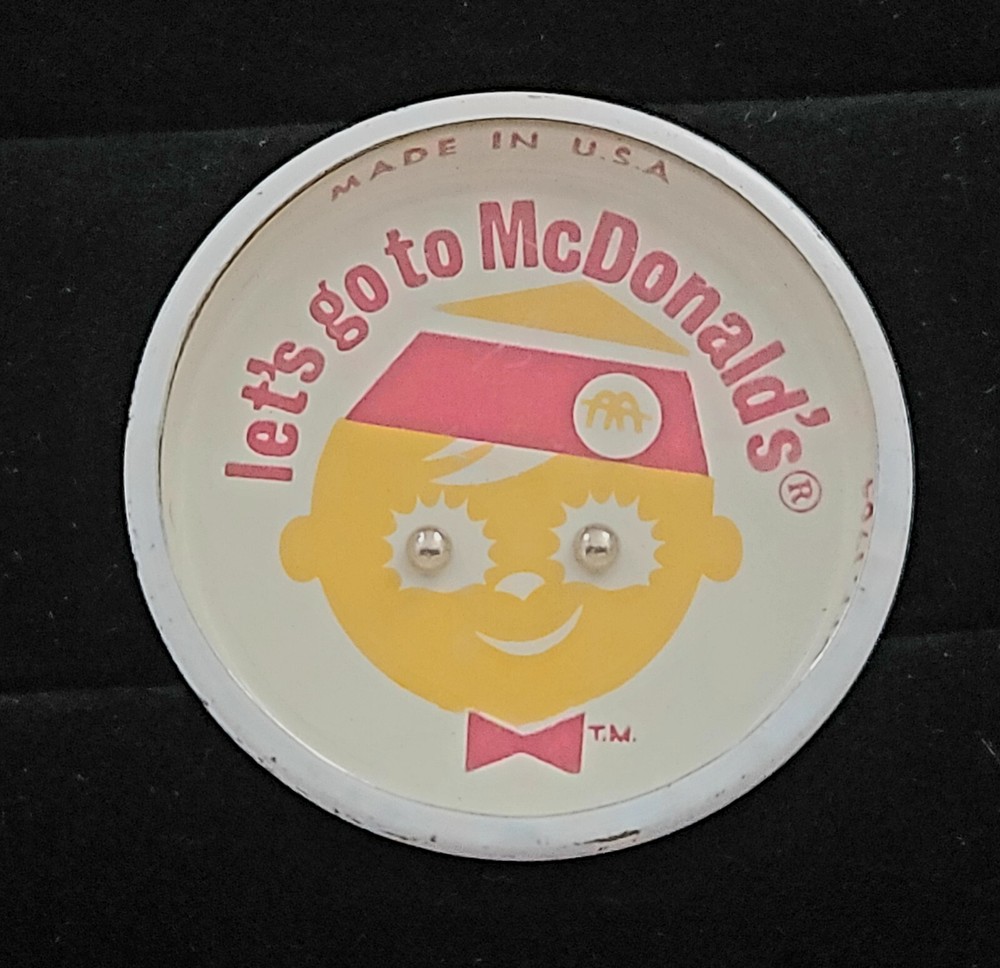 MADE IN U.S.A
let's go to McDonald's®
T.M.